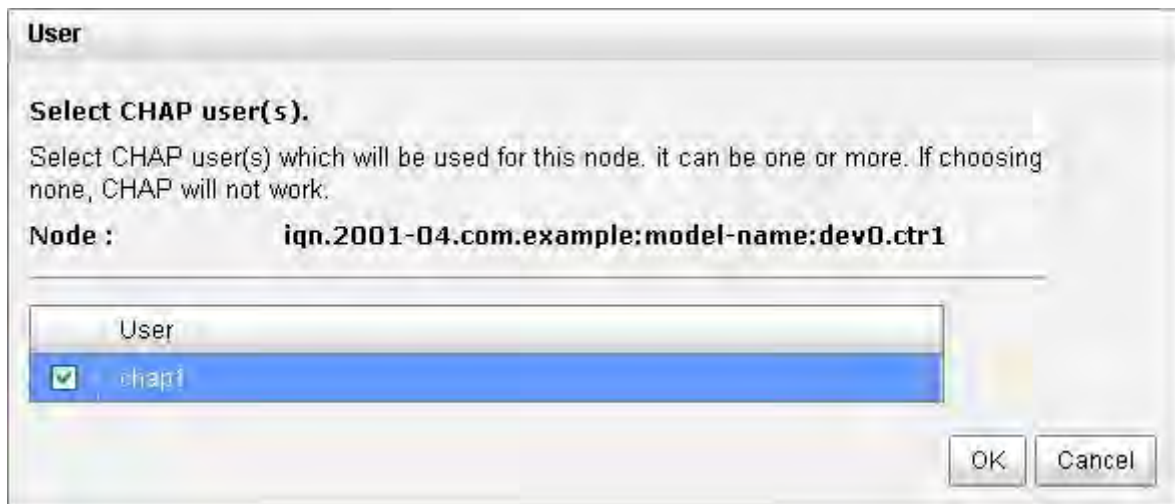 User
Select CHAP user(s).
Select CHAP user(s) which will be used for this node. it can be one or more. If choosing
none, CHAP will not work.
Node : iqn.2001-04.com.example:model-name:dev0.ctr1
User
chap1
OK Cancel